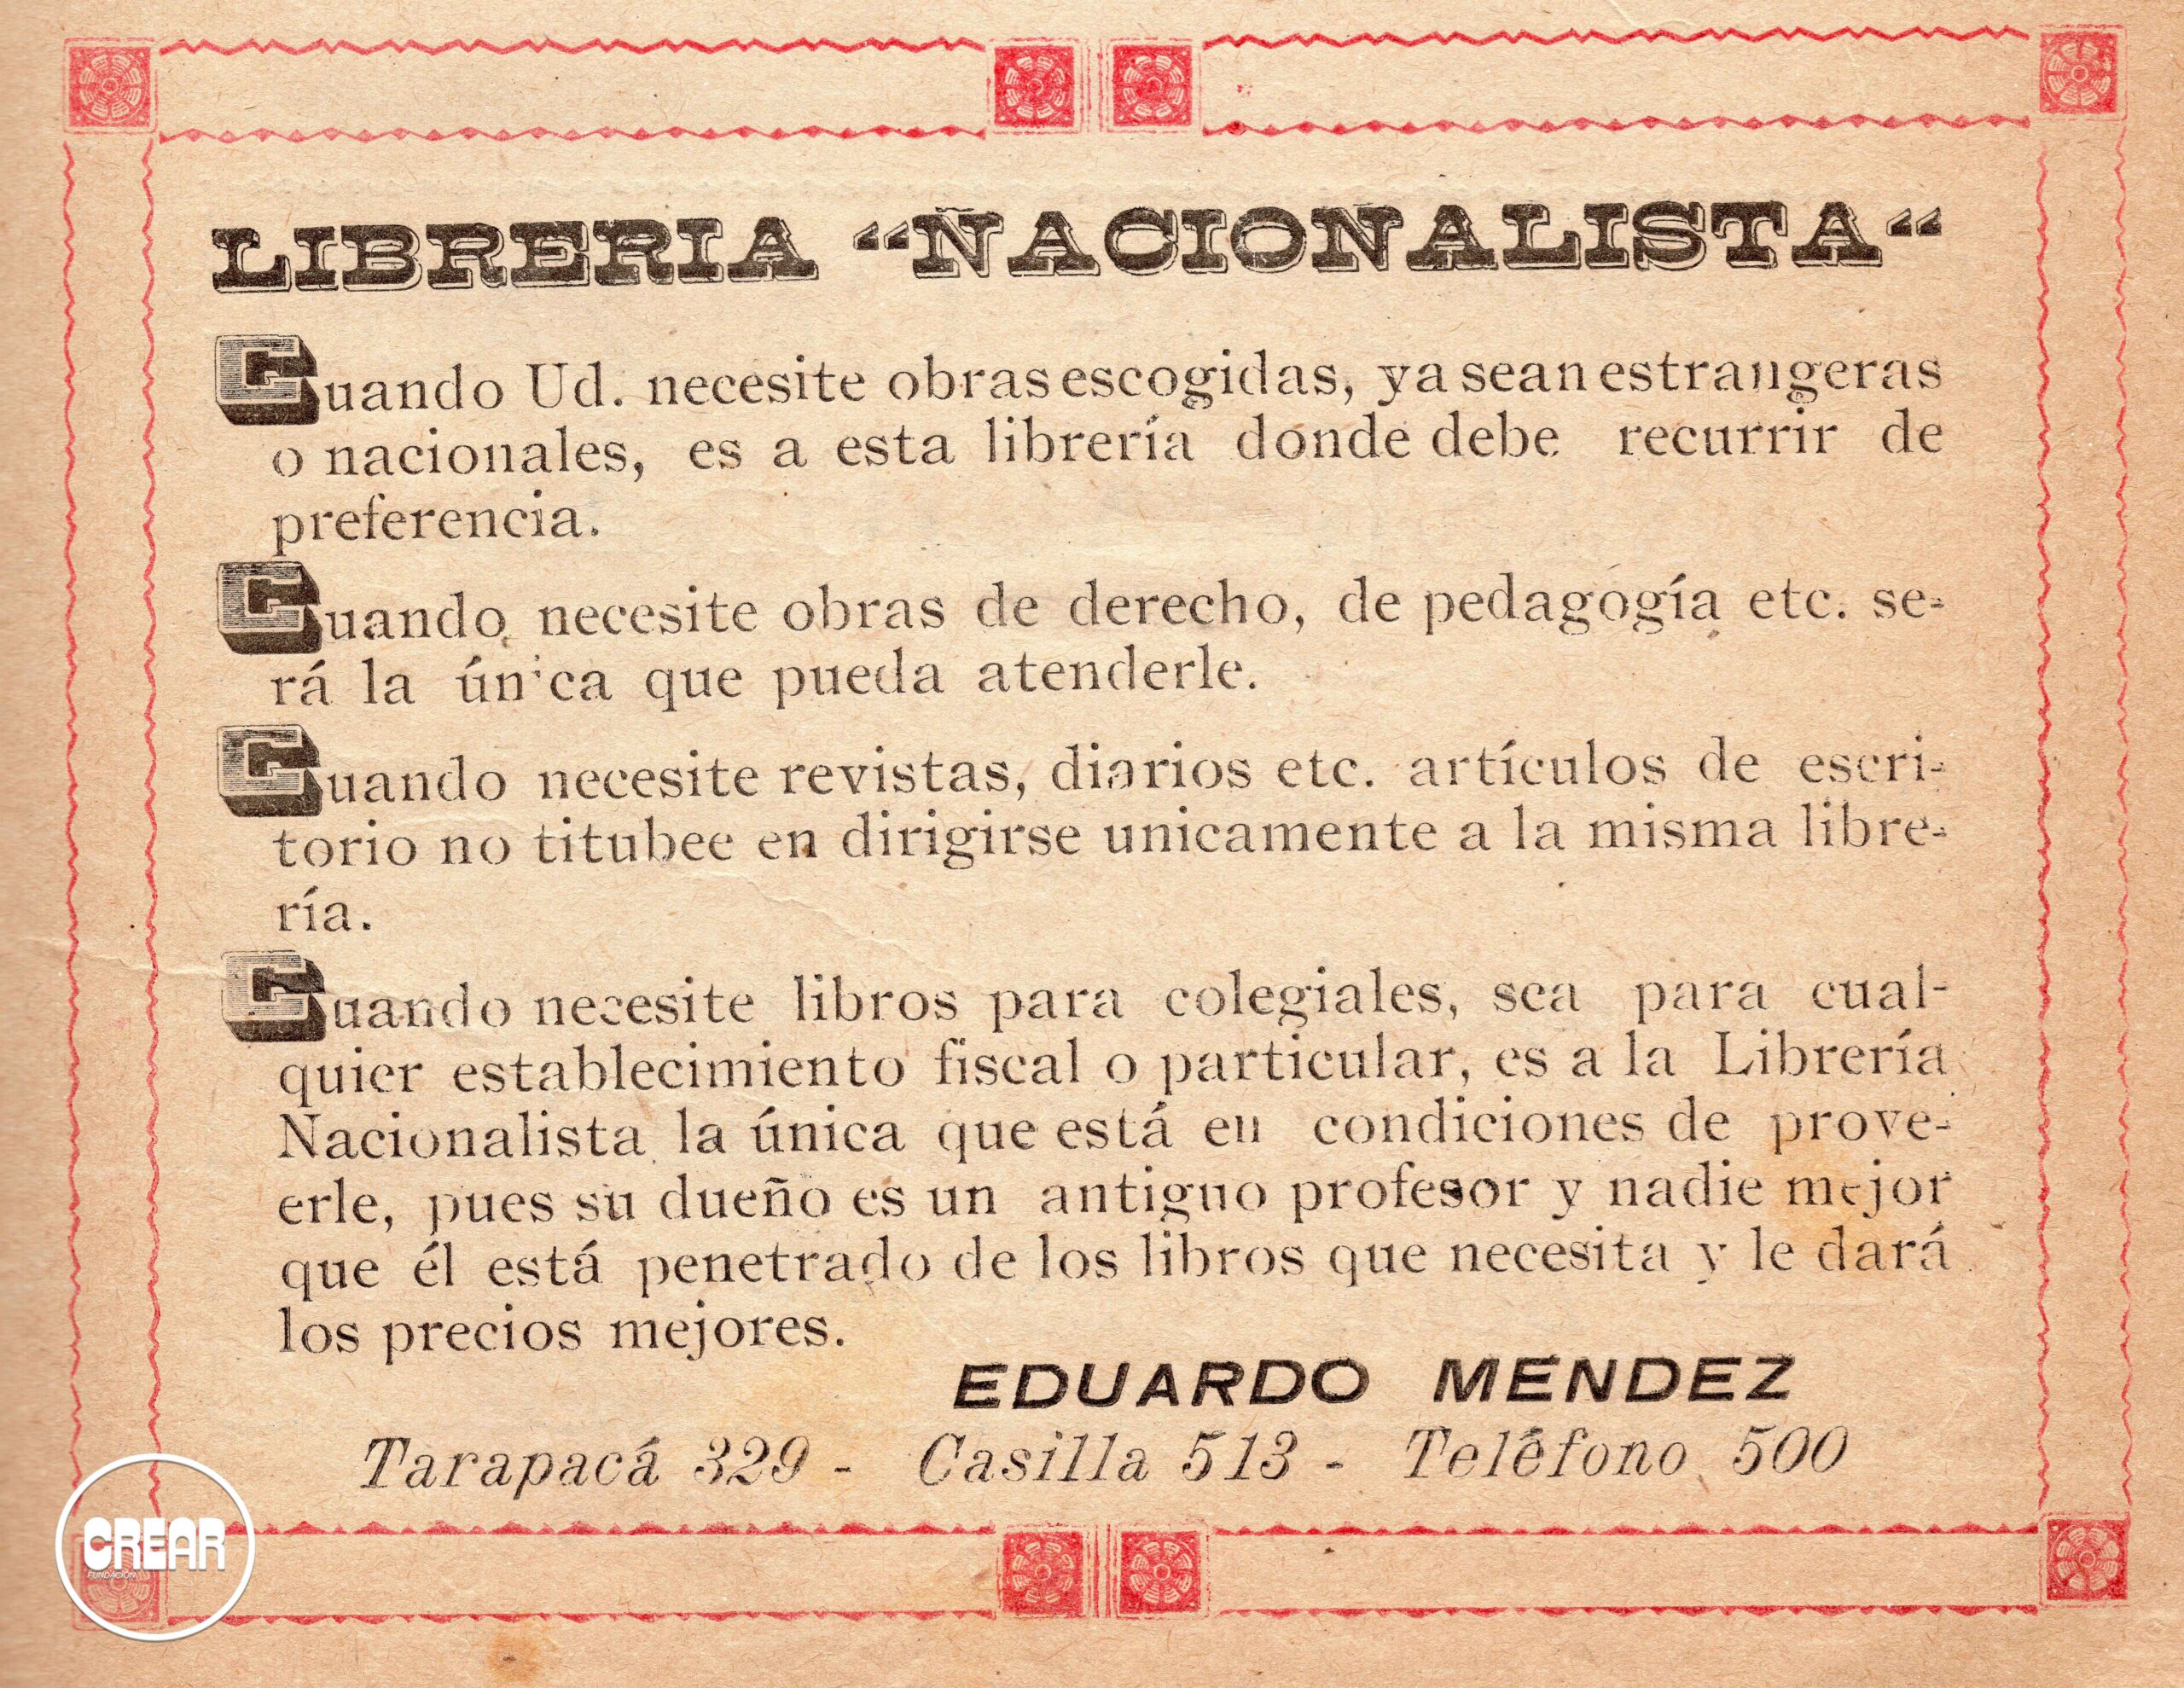 LIBRERIA “NACIONALISTA“
Cuando Ud. necesite obras escogidas, ya sean estrangeras
o nacionales, es a esta librería donde debe recurrir de
preferencia.
Cuando necesite obras de derecho, de pedagogía etc. se-
rá la única que pueda atenderle.
Cuando necesite revistas, diarios etc. artículos de escri-
torio no titubee en dirigirse unicamente a la misma libre-
ría.
Cuando necesite libros para colegiales, sea para cual-
quier establecimiento fiscal o particular, es a la Librería
Nacionalista la única que está en condiciones de prove-
erle, pues su dueño es un antiguo profesor y nadie mejor
que él está penetrado de los libros que necesita y le dará
los precios mejores.
EDUARDO MENDEZ
Tarapacá 329 - Casilla 513 - Teléfono 500
CREAR
FUNDACIÓN